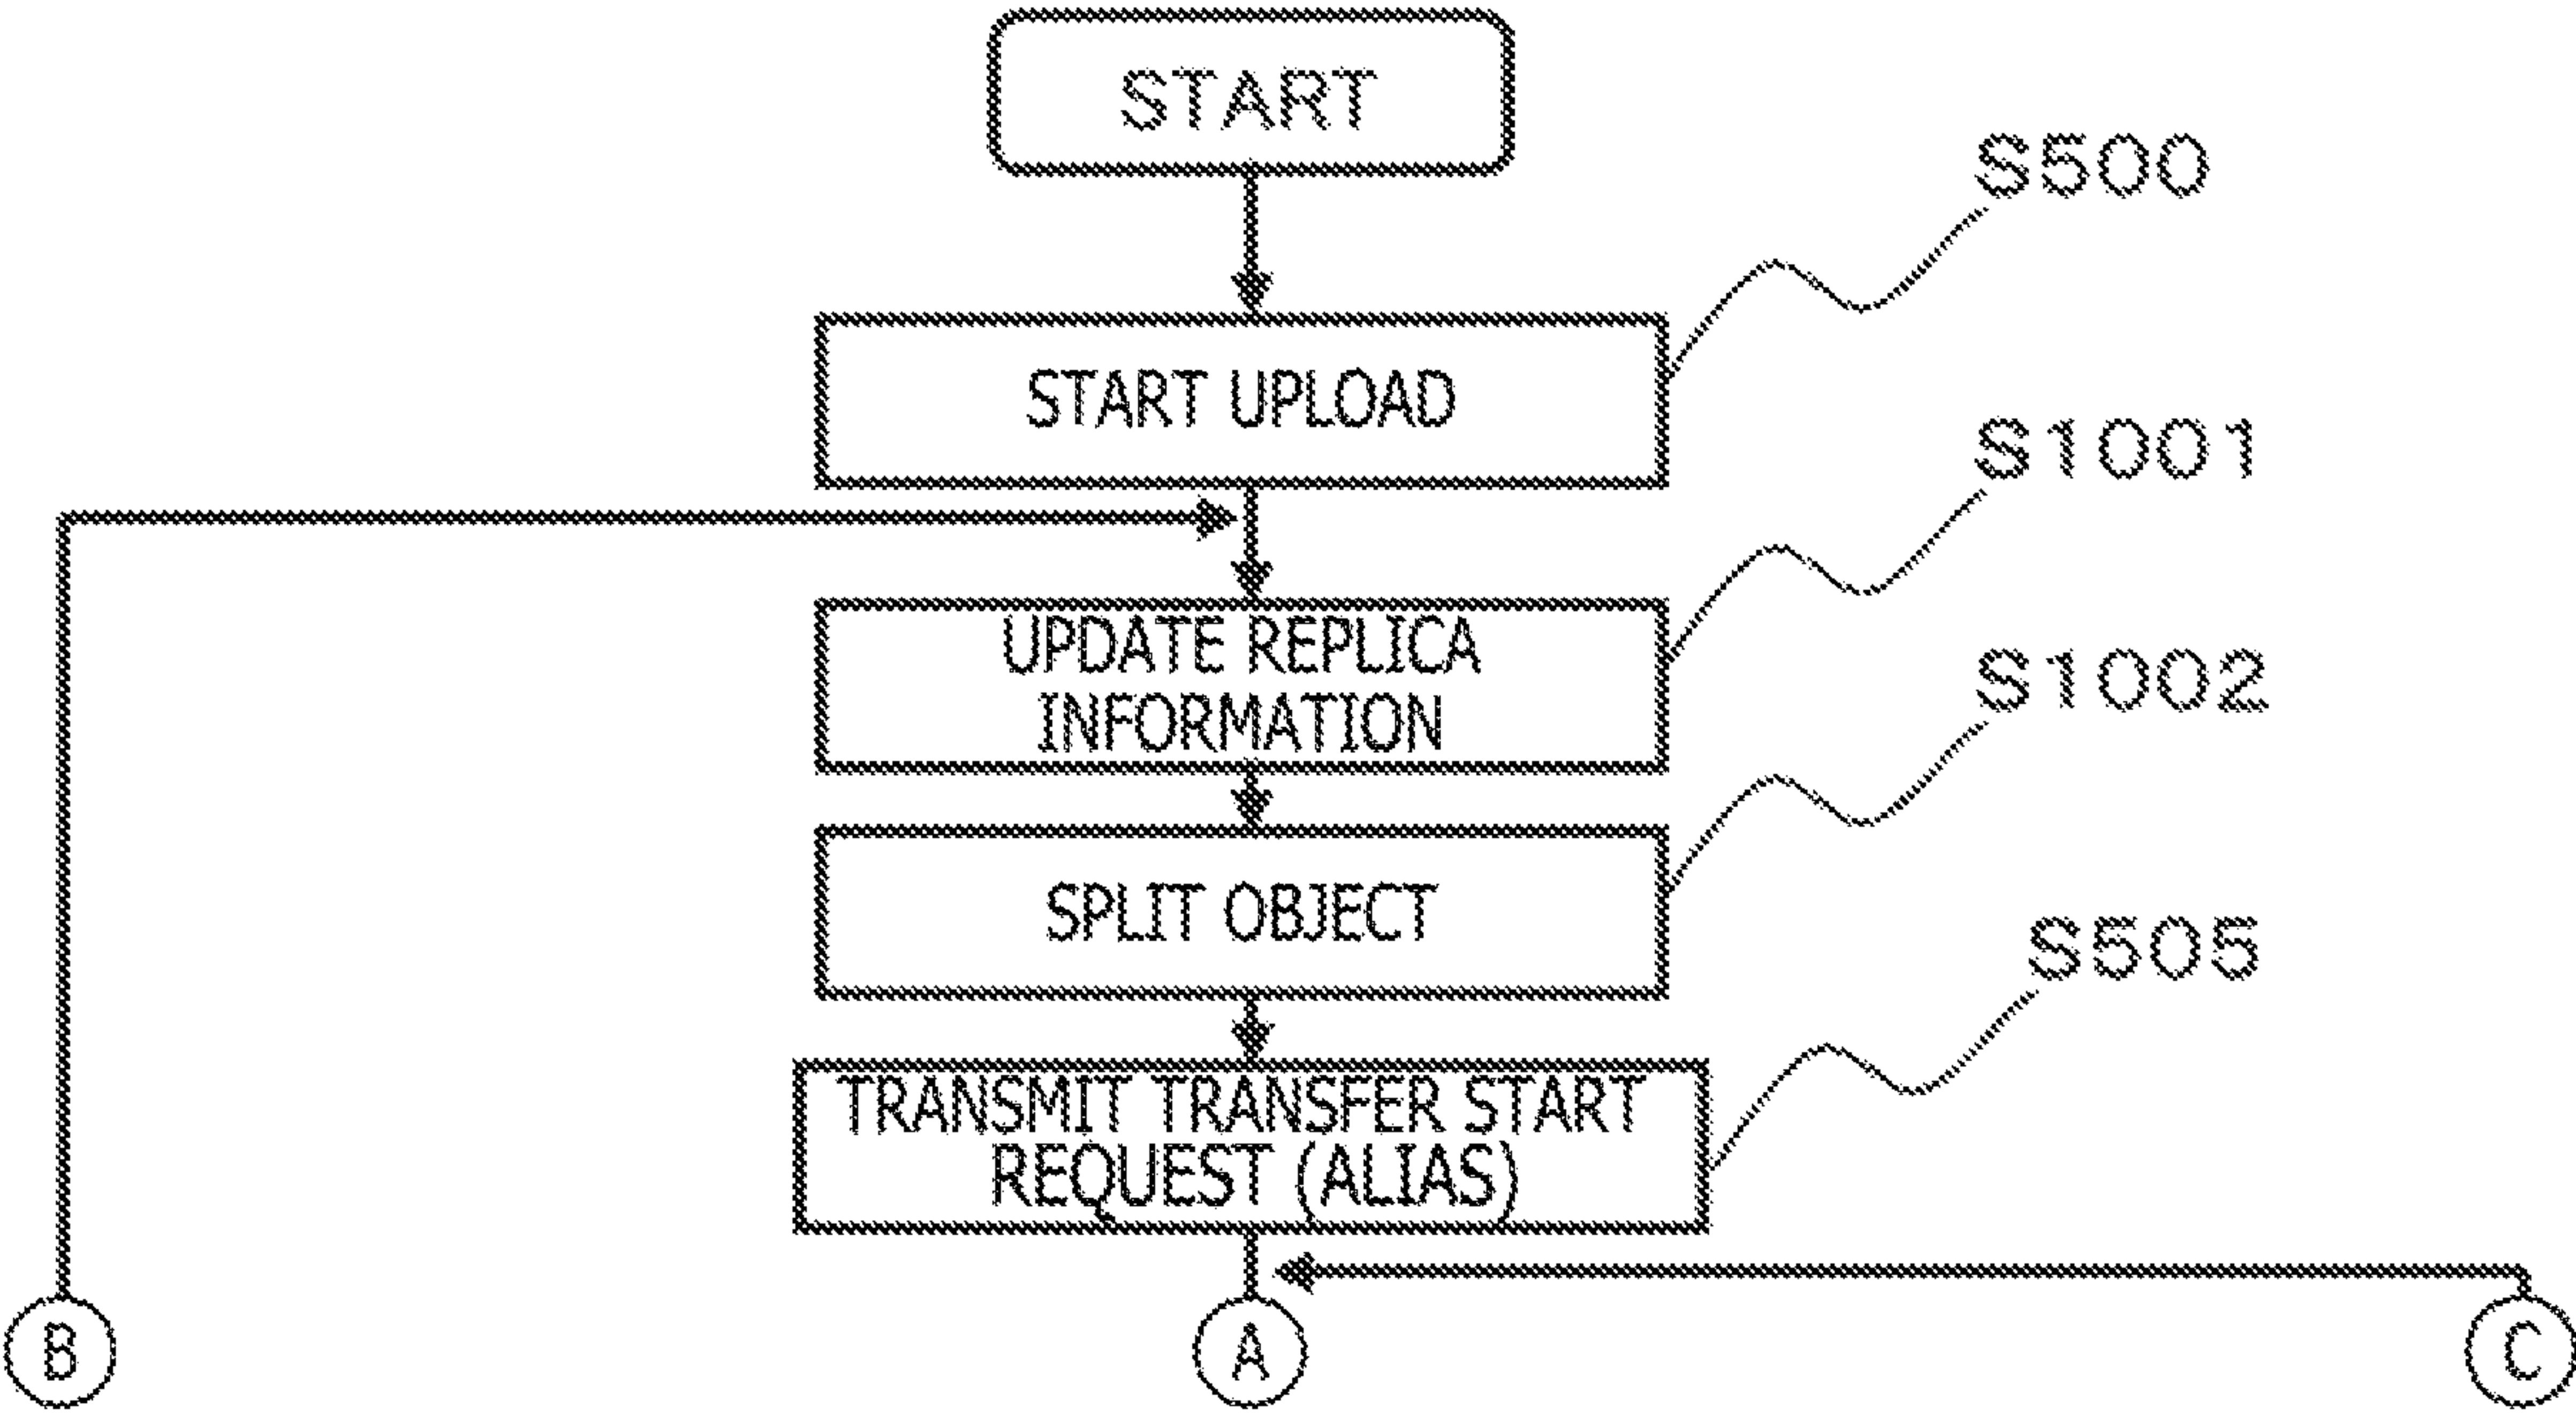 START
S500
START UPLOAD
S1001
UPDATE REPLICA
INFORMATION
S1002
SPLIT OBJECT
S505
TRANSMIT TRANSFER START
REQUEST (ALIAS)
B
A
C